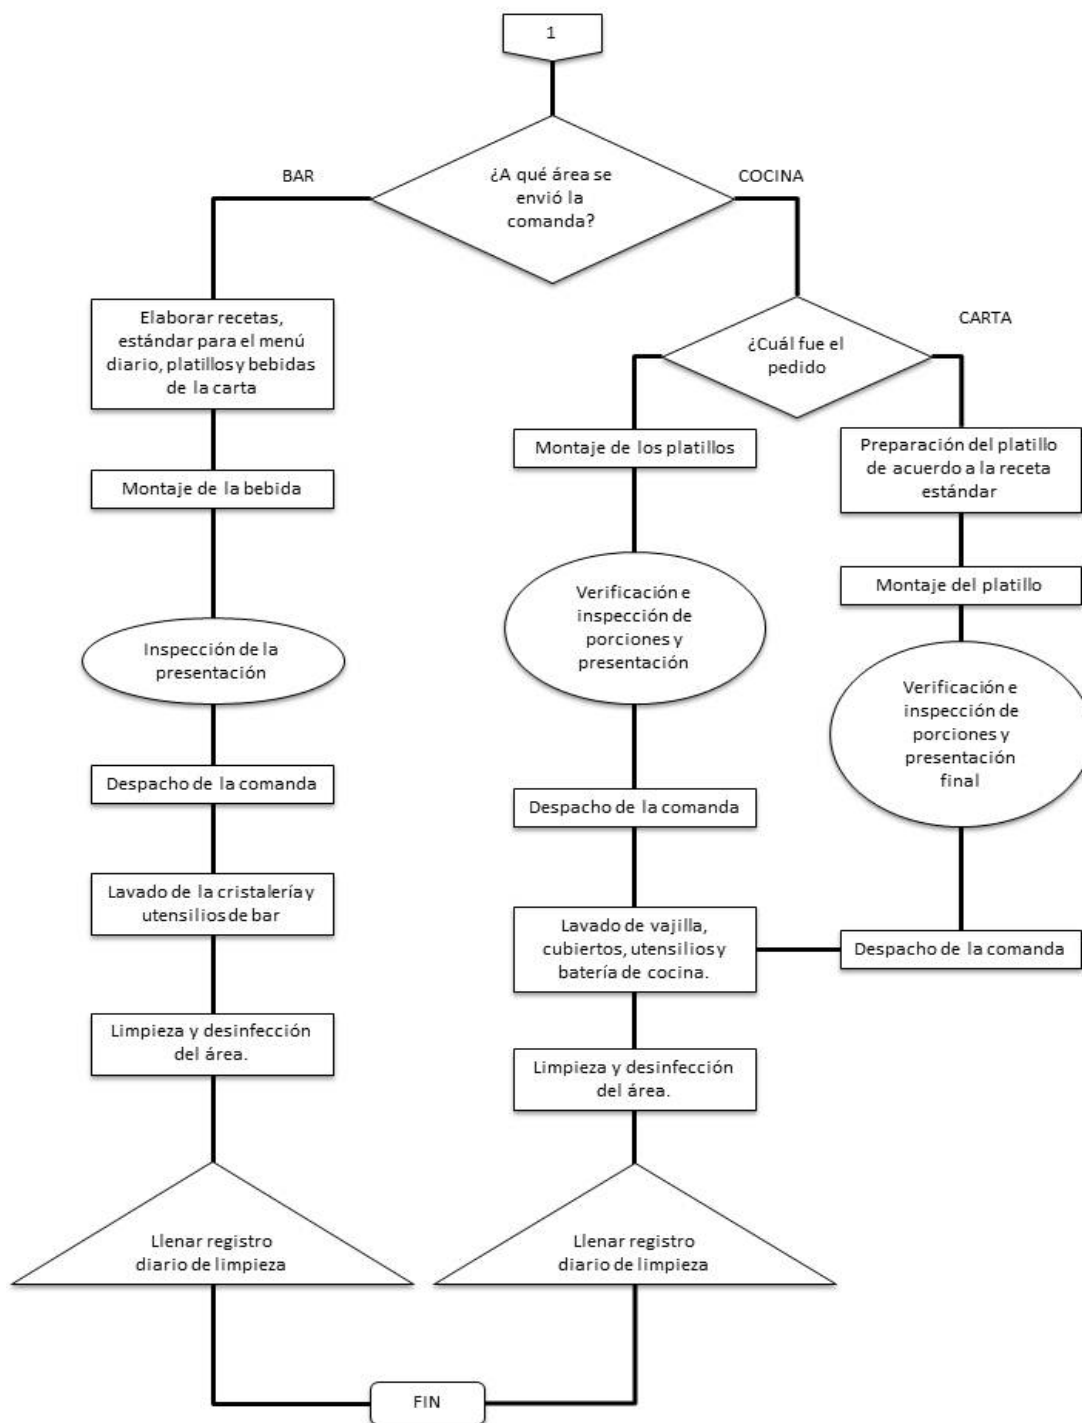 1
¿A qué área se
envió la
comanda?
BAR
COCINA
Elaborar recetas,
estándar para el menú
diario, platillos y bebidas
de la carta
Montaje de la bebida
Inspección de la
presentación
Despacho de la comanda
Lavado de la cristalería y
utensilios de bar
Limpieza y desinfección
del área.
Llenar registro
diario de limpieza
¿Cuál fue el
pedido
CARTA
Montaje de los platillos
Verificación e
inspección de
porciones y
presentación
Despacho de la comanda
Lavado de vajilla,
cubiertos, utensilios y
batería de cocina.
Limpieza y desinfección
del área.
Llenar registro
diario de limpieza
Preparación del platillo
de acuerdo a la receta
estándar
Montaje del platillo
Verificación e
inspección de
porciones y
presentación
final
Despacho de la comanda
FIN